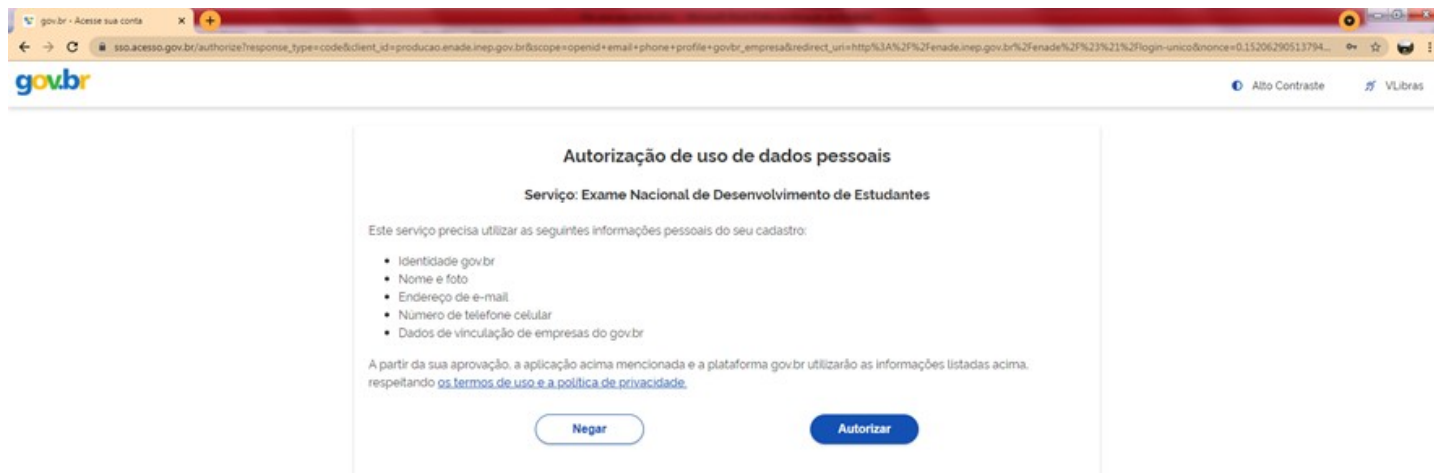 gov.br - Acesse sua conta
sso.acesso.gov.br/authorize?response_type=code&client_id=producao.enade.inep.gov.br&scope=openid+email+phone+profile+govbr_empresa&redirect_uri=http%3A%2F%2Fenade.inep.gov.br%2Fenade%2F%23%21%2Flogin-unico&nonce=0.15206290513794...
gov.br
Alto Contraste
VLibras
Autorização de uso de dados pessoais
Serviço: Exame Nacional de Desenvolvimento de Estudantes
Este serviço precisa utilizar as seguintes informações pessoais do seu cadastro:
• Identidade gov.br
• Nome e foto
• Endereço de e-mail
• Número de telefone celular
• Dados de vinculação de empresas do gov.br
A partir da sua aprovação, a aplicação acima mencionada e a plataforma gov.br utilizarão as informações listadas acima,
respeitando os termos de uso e a política de privacidade.
Negar
Autorizar